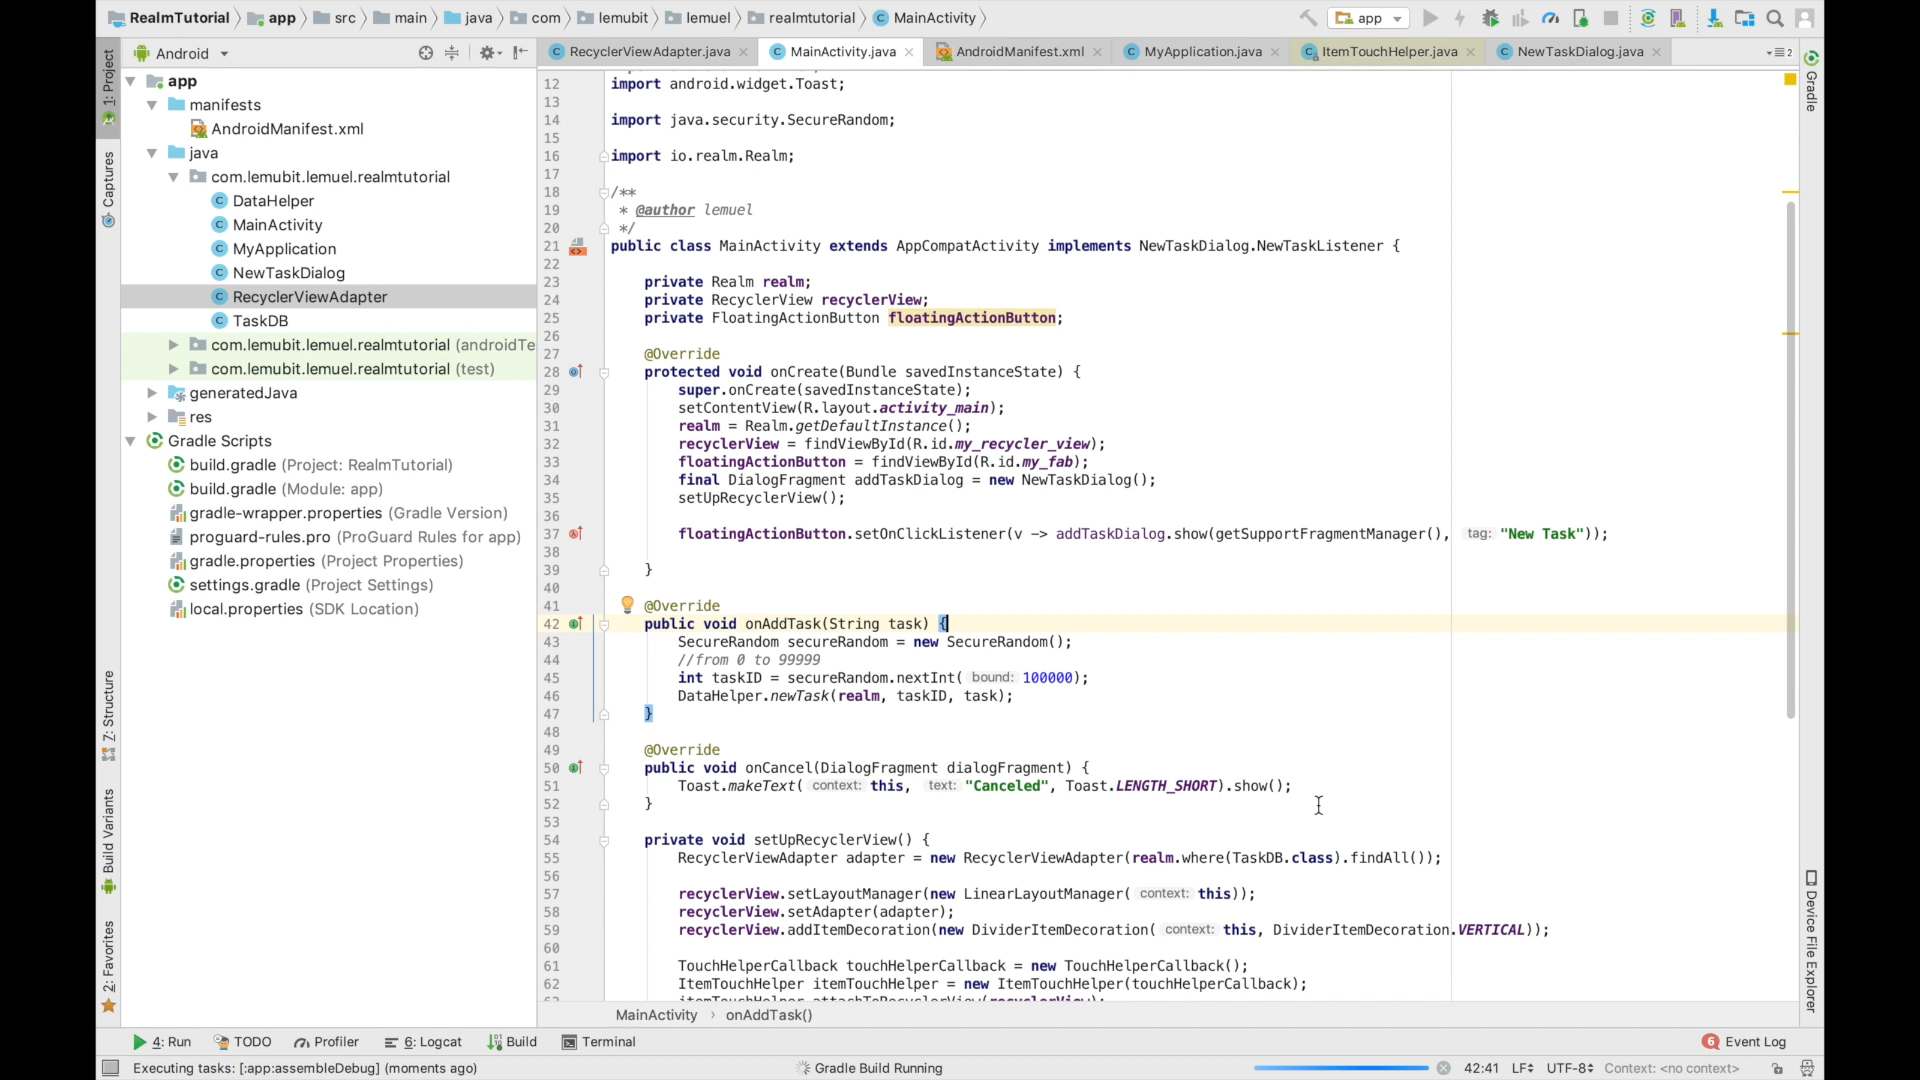 RealmTutorial app src main java com lemubit lemuel realmtutorial MainActivity
app
1: Project
Captures
Z: Structure
Build Variants
2: Favorites
Android
app
manifests
AndroidManifest.xml
java
com.lemubit.lemuel.realmtutorial
DataHelper
MainActivity
MyApplication
NewTaskDialog
RecyclerViewAdapter
TaskDB
com.lemubit.lemuel.realmtutorial (androidTe
com.lemubit.lemuel.realmtutorial (test)
generatedJava
res
Gradle Scripts
build.gradle (Project: RealmTutorial)
build.gradle (Module: app)
gradle-wrapper.properties (Gradle Version)
proguard-rules.pro (ProGuard Rules for app)
gradle.properties (Project Properties)
settings.gradle (Project Settings)
local.properties (SDK Location)
RecyclerViewAdapter.java MainActivity.java AndroidManifest.xml MyApplication.java ItemTouchHelper.java NewTaskDialog.java 2
12 import android.widget.Toast;
13
14 import java.security.SecureRandom;
15
16 import io.realm.Realm;
17
18 /**
19 * @author lemuel
20 */
21 public class MainActivity extends AppCompatActivity implements NewTaskDialog.NewTaskListener {
22
23 private Realm realm;
24 private RecyclerView recyclerView;
25 private FloatingActionButton floatingActionButton;
26
27 @Override
28 protected void onCreate(Bundle savedInstanceState) {
29 super.onCreate(savedInstanceState);
30 setContentView(R.layout.activity_main);
31 realm = Realm.getDefaultInstance();
32 recyclerView = findViewById(R.id.my_recycler_view);
33 floatingActionButton = findViewById(R.id.my_fab);
34 final DialogFragment addTaskDialog = new NewTaskDialog();
35 setUpRecyclerView();
36
37 floatingActionButton.setOnClickListener(v -> addTaskDialog.show(getSupportFragmentManager(), tag: "New Task"));
38
39 }
40
41 @Override
42 public void onAddTask(String task) {
43 SecureRandom secureRandom = new SecureRandom();
44 //from 0 to 99999
45 int taskID = secureRandom.nextInt( bound: 100000);
46 DataHelper.newTask(realm, taskID, task);
47 }
48
49 @Override
50 public void onCancel(DialogFragment dialogFragment) {
51 Toast.makeText( context: this, text: "Canceled", Toast.LENGTH_SHORT).show();
52 }
53
54 private void setUpRecyclerView() {
55 RecyclerViewAdapter adapter = new RecyclerViewAdapter(realm.where(TaskDB.class).findAll());
56
57 recyclerView.setLayoutManager(new LinearLayoutManager( context: this));
58 recyclerView.setAdapter(adapter);
59 recyclerView.addItemDecoration(new DividerItemDecoration( context: this, DividerItemDecoration.VERTICAL));
60
61 TouchHelperCallback touchHelperCallback = new TouchHelperCallback();
62 ItemTouchHelper itemTouchHelper = new ItemTouchHelper(touchHelperCallback);
itemTouchHelper.attachToRecyclerView(recyclerView);
MainActivity onAddTask()
Gradle
Device File Explorer
4: Run TODO Profiler 6: Logcat Build Terminal 6 Event Log
Executing tasks: [:app:assembleDebug] (moments ago) Gradle Build Running 42:41 LF UTF-8 Context: <no context>